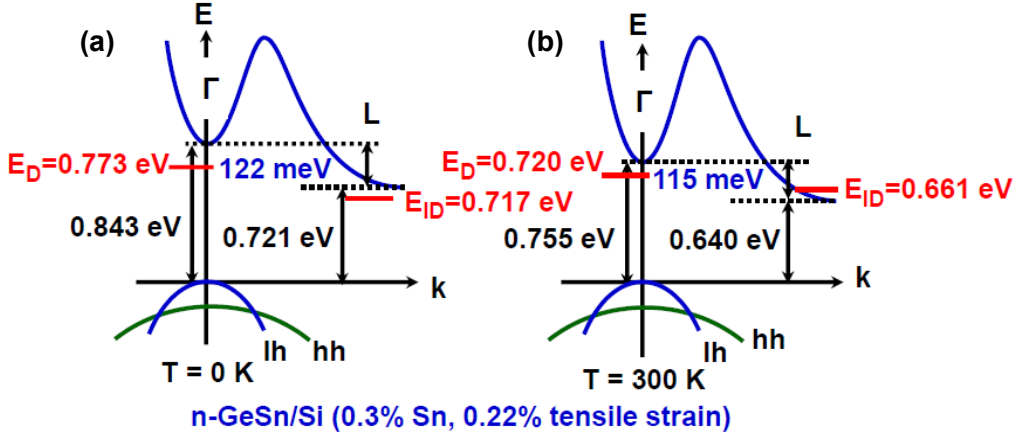 (a)
E
Γ
L
E_D=0.773 eV
122 meV
E_ID=0.717 eV
0.843 eV
0.721 eV
k
lh
hh
T = 0 K
(b)
E
Γ
L
E_D=0.720 eV
115 meV
E_ID=0.661 eV
0.755 eV
0.640 eV
k
lh
hh
T = 300 K
n-GeSn/Si (0.3% Sn, 0.22% tensile strain)